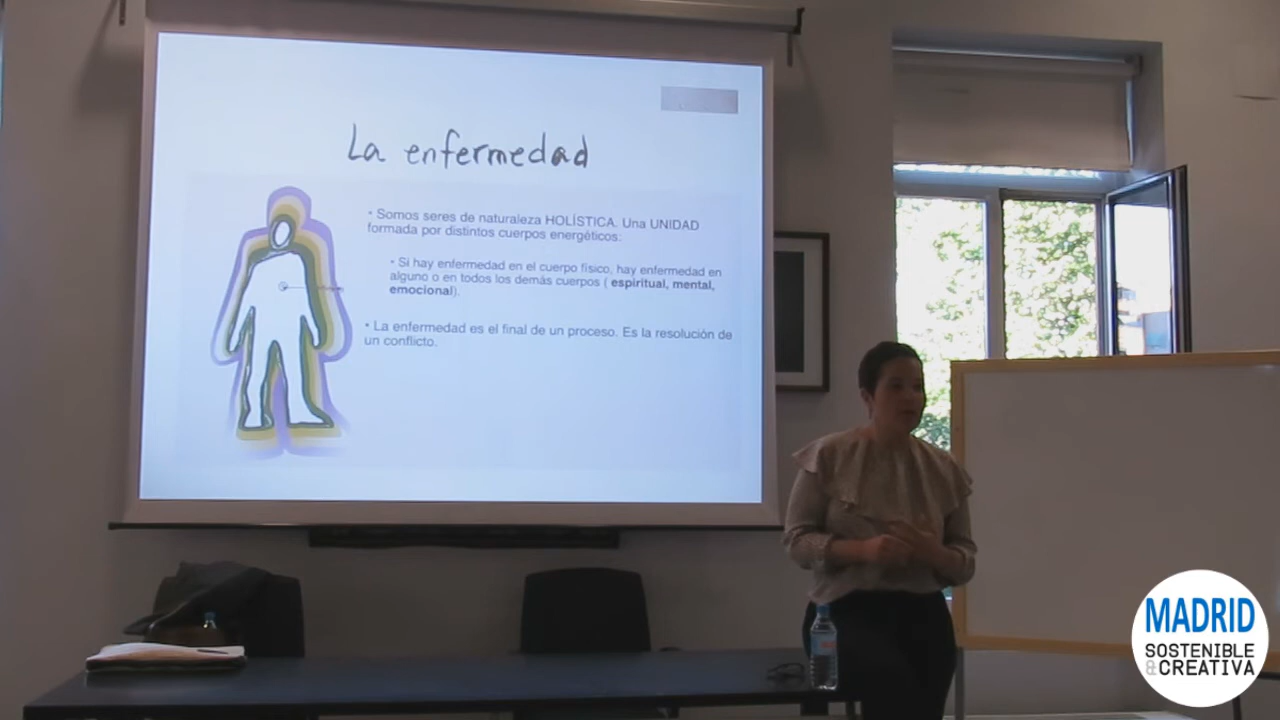 La enfermedad
• Somos seres de naturaleza HOLÍSTICA. Una UNIDAD
formada por distintos cuerpos energéticos:
• Si hay enfermedad en el cuerpo físico, hay enfermedad en
alguno o en todos los demás cuerpos ( espiritual, mental,
emocional).
• La enfermedad es el final de un proceso. Es la resolución de
un conflicto.
MADRID
SOSTENIBLE
&CREATIVA